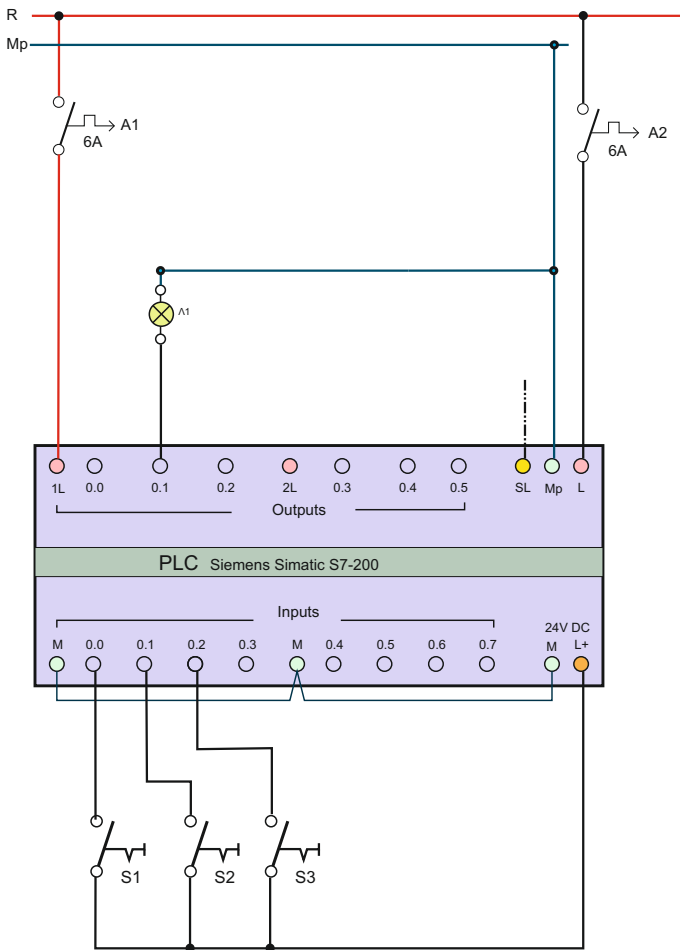 R
Mp
A1
6A
A2
6A
Λ1
1L 0.0 0.1 0.2 2L 0.3 0.4 0.5 SL Mp L
Outputs
PLC Siemens Simatic S7-200
Inputs
24V DC
M 0.0 0.1 0.2 0.3 M 0.4 0.5 0.6 0.7 M L+
S1 S2 S3